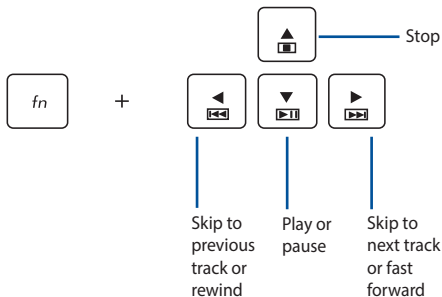 Stop
fn +
Skip to
previous
track or
rewind
Play or
pause
Skip to
next track
or fast
forward